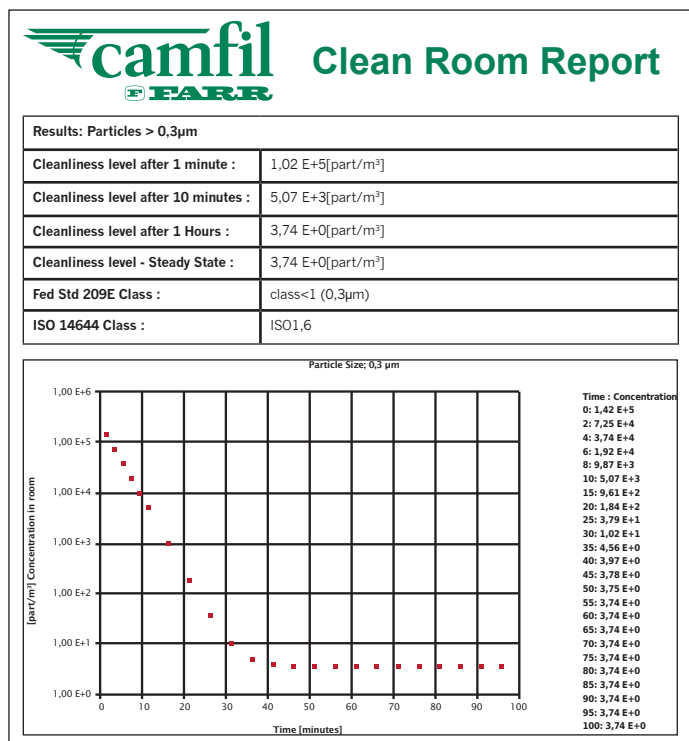 camfil
FARR
Clean Room Report
Results: Particles > 0,3µm
Cleanliness level after 1 minute : 1,02 E+5[part/m³]
Cleanliness level after 10 minutes : 5,07 E+3[part/m³]
Cleanliness level after 1 Hours : 3,74 E+0[part/m³]
Cleanliness level - Steady State : 3,74 E+0[part/m³]
Fed Std 209E Class : class<1 (0,3µm)
ISO 14644 Class : ISO1,6
Particle Size; 0,3 µm
[part/m³] Concentration in room
1,00 E+6
1,00 E+5
1,00 E+4
1,00 E+3
1,00 E+2
1,00 E+1
1,00 E+0
0 10 20 30 40 50 60 70 80 90 100
Time [minutes]
Time : Concentration
0: 1,42 E+5
2: 7,25 E+4
4: 3,74 E+4
6: 1,92 E+4
8: 9,87 E+3
10: 5,07 E+3
15: 9,61 E+2
20: 1,84 E+2
25: 3,79 E+1
30: 1,02 E+1
35: 4,56 E+0
40: 3,97 E+0
45: 3,78 E+0
50: 3,75 E+0
55: 3,74 E+0
60: 3,74 E+0
65: 3,74 E+0
70: 3,74 E+0
75: 3,74 E+0
80: 3,74 E+0
85: 3,74 E+0
90: 3,74 E+0
95: 3,74 E+0
100: 3,74 E+0